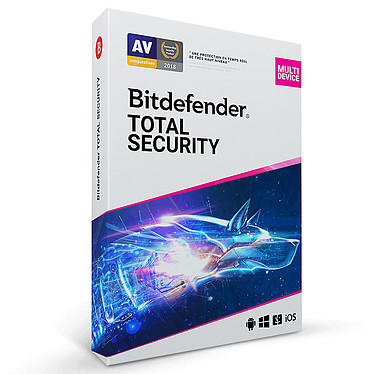 AV
comparatives
2018
" UNE PROTECTION EN TEMPS RÉEL
DE TRÈS HAUT NIVEAU "
MULTI
DEVICE
Bitdefender®
TOTAL
SECURITY
iOS
B
Bitdefender TOTAL SECURITY